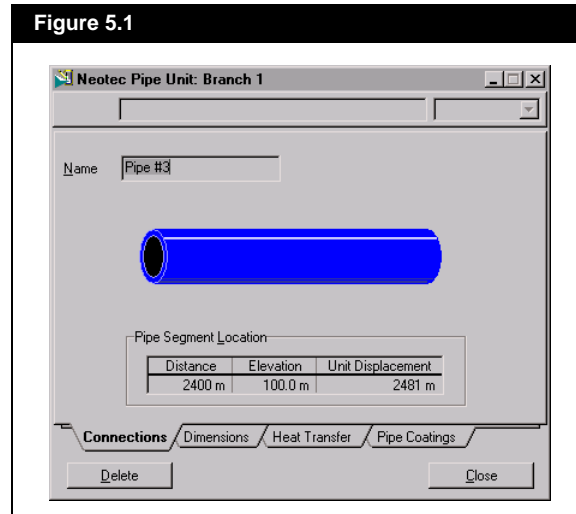 Figure 5.1
Neotec Pipe Unit: Branch 1
Name Pipe #3
Pipe Segment Location
Distance Elevation Unit Displacement
2400 m 100.0 m 2481 m
Connections Dimensions Heat Transfer Pipe Coatings
Delete Close